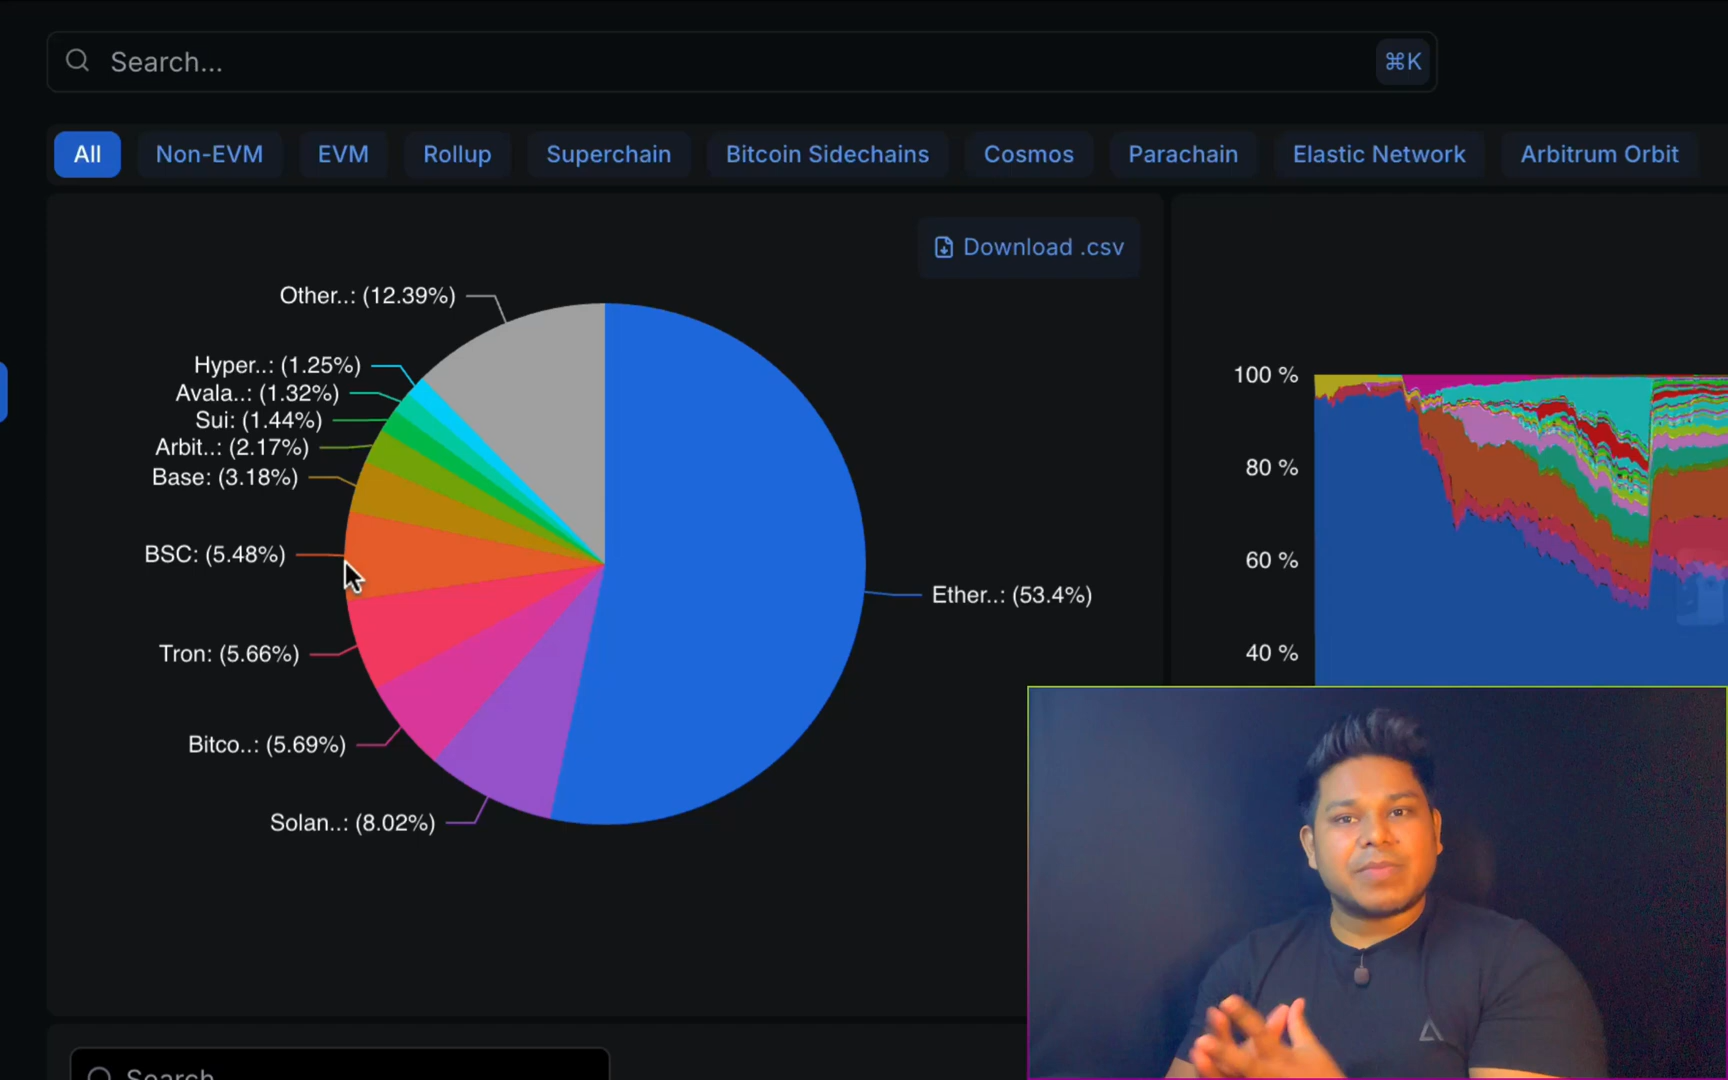 Search...
⌘K
All
Non-EVM
EVM
Rollup
Superchain
Bitcoin Sidechains
Cosmos
Parachain
Elastic Network
Arbitrum Orbit
Download .csv
Other..: (12.39%)
Hyper..: (1.25%)
Avala..: (1.32%)
Sui: (1.44%)
Arbit..: (2.17%)
Base: (3.18%)
BSC: (5.48%)
Tron: (5.66%)
Bitco..: (5.69%)
Solan..: (8.02%)
Ether..: (53.4%)
100 %
80 %
60 %
40 %
Search